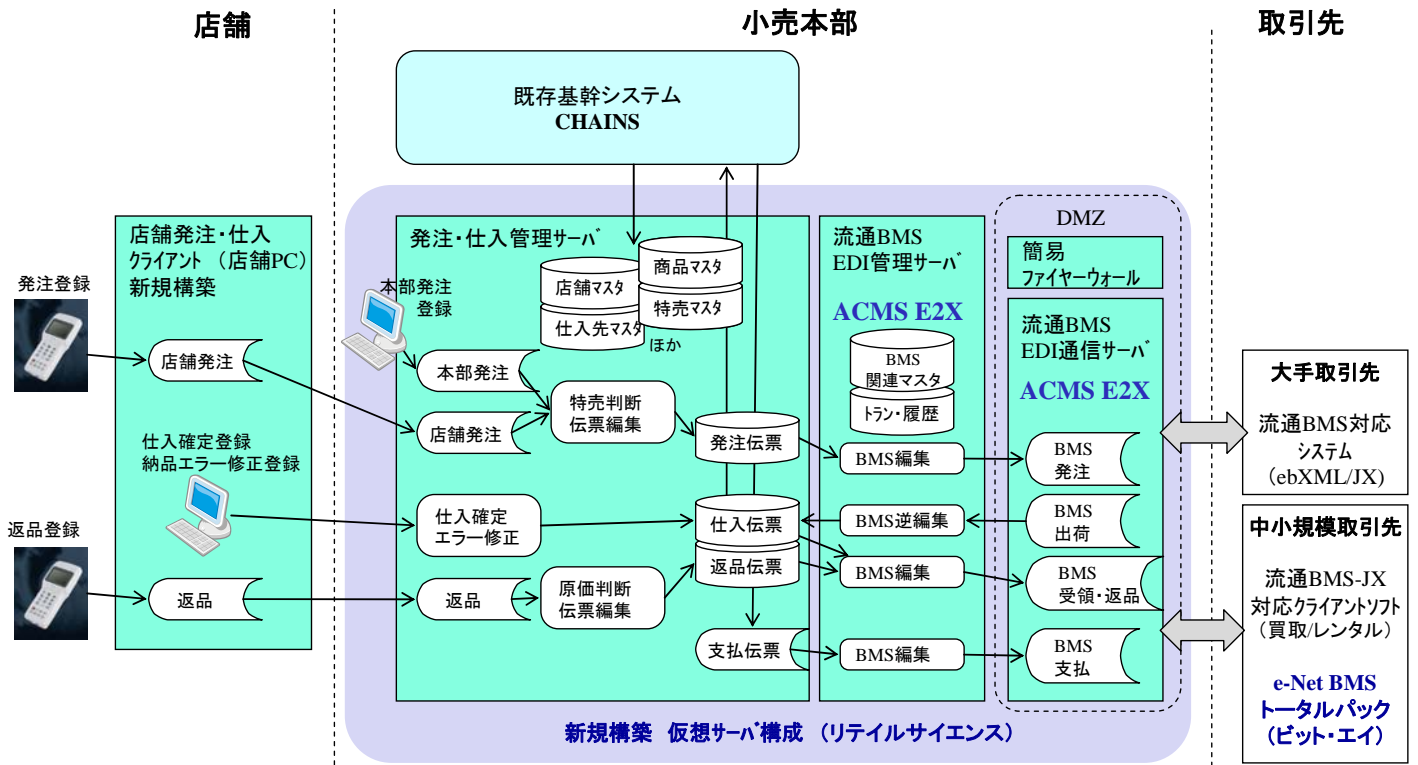 店舗
小売本部
取引先
既存基幹システム
CHAINS
発注登録
返品登録
店舗発注・仕入
クライアント （店舗PC）
新規構築
店舗発注
仕入確定登録
納品エラー修正登録
返品
発注・仕入管理サーバ
本部発注
登録
店舗マスタ
仕入先マスタ
商品マスタ
特売マスタ
ほか
本部発注
店舗発注
特売判断
伝票編集
発注伝票
仕入確定
エラー修正
仕入伝票
返品伝票
返品
原価判断
伝票編集
支払伝票
流通BMS
EDI管理サーバ
ACMS E2X
BMS
関連マスタ
トラン・履歴
BMS編集
BMS逆編集
BMS編集
BMS編集
DMZ
簡易
ファイヤーウォール
流通BMS
EDI通信サーバ
ACMS E2X
BMS
発注
BMS
出荷
BMS
受領・返品
BMS
支払
新規構築 仮想サーバ構成 （リテイルサイエンス）
大手取引先
流通BMS対応
システム
(ebXML/JX)
中小規模取引先
流通BMS-JX
対応クライアントソフト
（買取/レンタル）
e-Net BMS
トータルパック
（ビット・エイ）